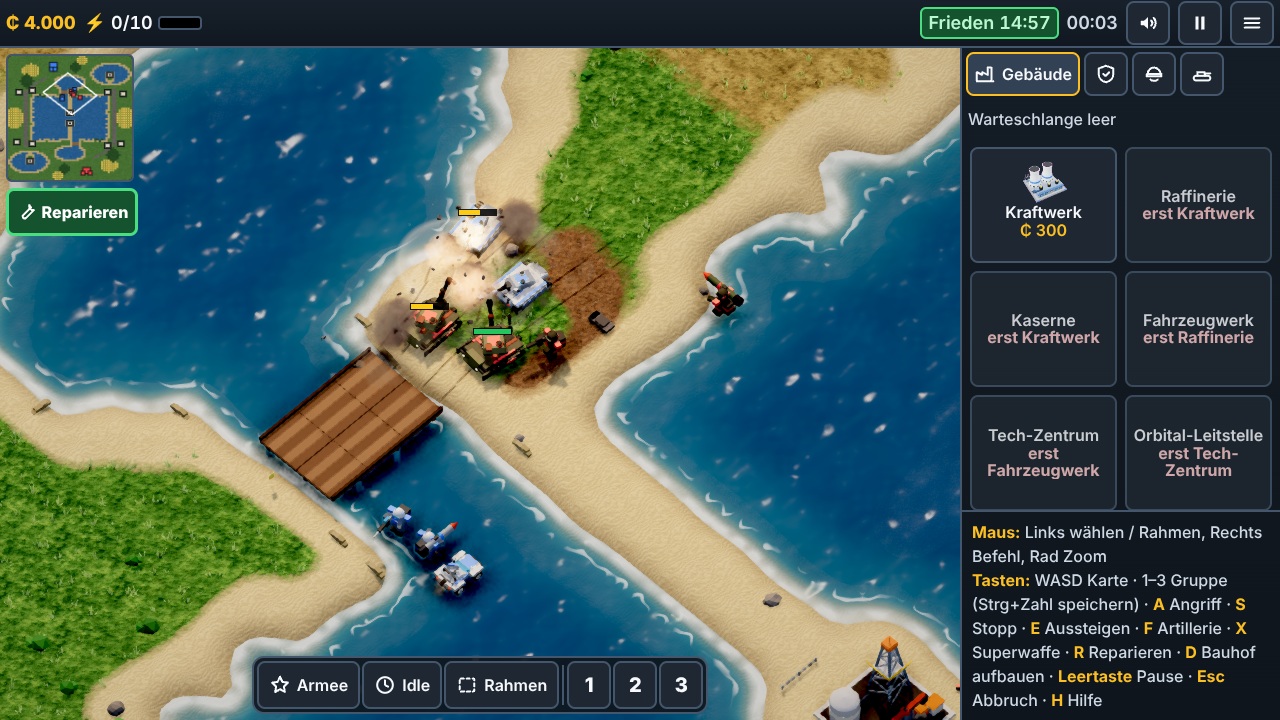 ₵ 4.000 ⚡ 0/10
Frieden 14:57 00:03
Reparieren
Gebäude
Warteschlange leer
Kraftwerk
₵ 300
Raffinerie
erst Kraftwerk
Kaserne
erst Kraftwerk
Fahrzeugwerk
erst Raffinerie
Tech-Zentrum
erst
Fahrzeugwerk
Orbital-Leitstelle
erst Tech-
Zentrum
Maus: Links wählen / Rahmen, Rechts
Befehl, Rad Zoom
Tasten: WASD Karte · 1–3 Gruppe
(Strg+Zahl speichern) · A Angriff · S
Stopp · E Aussteigen · F Artillerie · X
Superwaffe · R Reparieren · D Bauhof
aufbauen · Leertaste Pause · Esc
Abbruch · H Hilfe
Armee Idle Rahmen 1 2 3